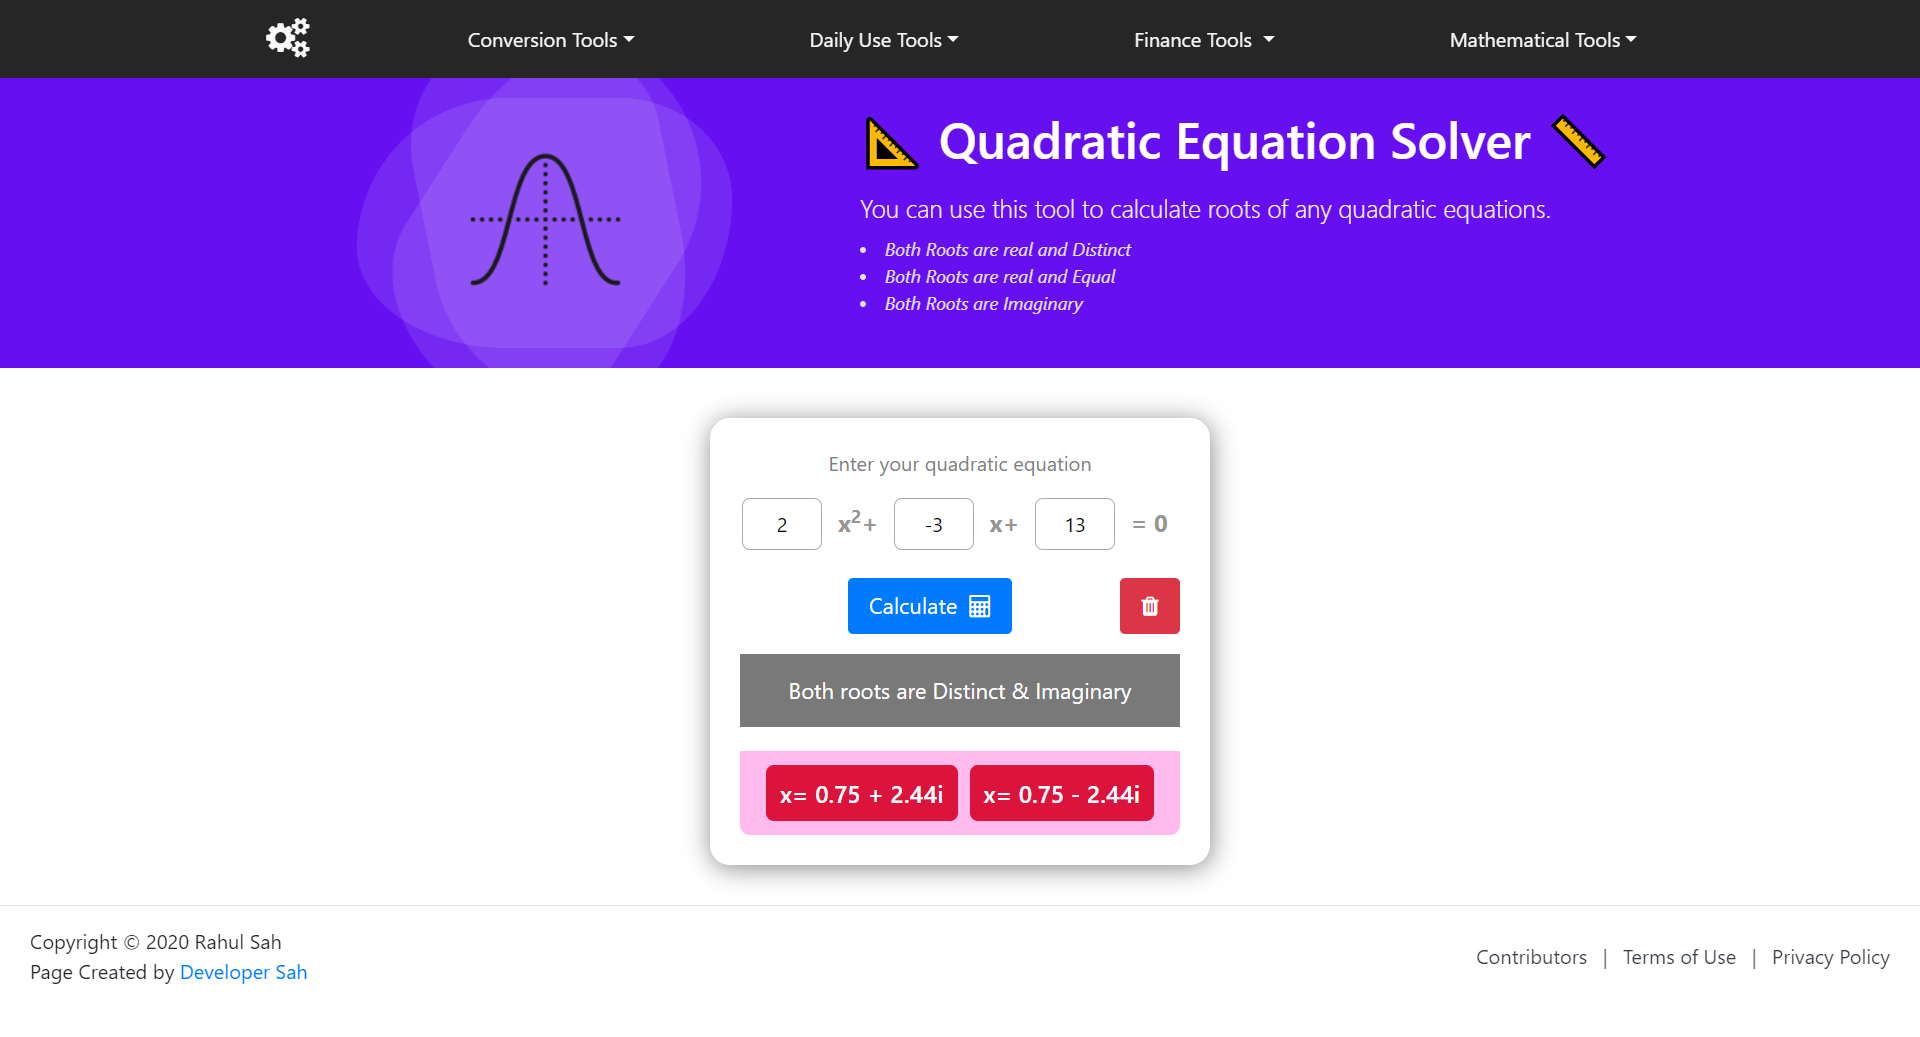 Conversion Tools
Daily Use Tools
Finance Tools
Mathematical Tools
Quadratic Equation Solver
You can use this tool to calculate roots of any quadratic equations.
• Both Roots are real and Distinct
• Both Roots are real and Equal
• Both Roots are Imaginary
Enter your quadratic equation
2 x²+ -3 x+ 13 = 0
Calculate
Both roots are Distinct & Imaginary
x= 0.75 + 2.44i x= 0.75 - 2.44i
Copyright © 2020 Rahul Sah
Page Created by Developer Sah
Contributors | Terms of Use | Privacy Policy